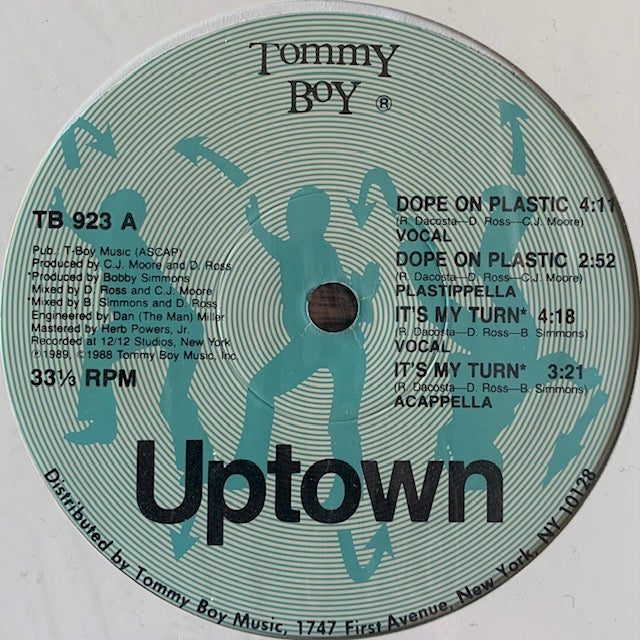 Tommy
Boy ®
TB 923 A
Pub. T-Boy Music (ASCAP)
Produced by C.J. Moore and D. Ross
*Produced by Bobby Simmons
Mixed by D. Ross and C.J. Moore
*Mixed by B. Simmons and D. Ross
Engineered by Dan (The Man) Miller
Mastered by Herb Powers, Jr.
Recorded at 12/12 Studios, New York
℗1989, ©1988 Tommy Boy Music, Inc.
33⅓ RPM
DOPE ON PLASTIC 4:11
(R. Dacosta—D. Ross—C.J. Moore)
VOCAL
DOPE ON PLASTIC 2:52
(R. Dacosta—D. Ross—C.J. Moore)
PLASTIPPELLA
IT'S MY TURN* 4:18
(R. Dacosta—D. Ross—B. Simmons)
VOCAL
IT'S MY TURN* 3:21
(R. Dacosta—D. Ross—B. Simmons)
ACAPPELLA
Uptown
Distributed by Tommy Boy Music, 1747 First Avenue, New York, NY 10128